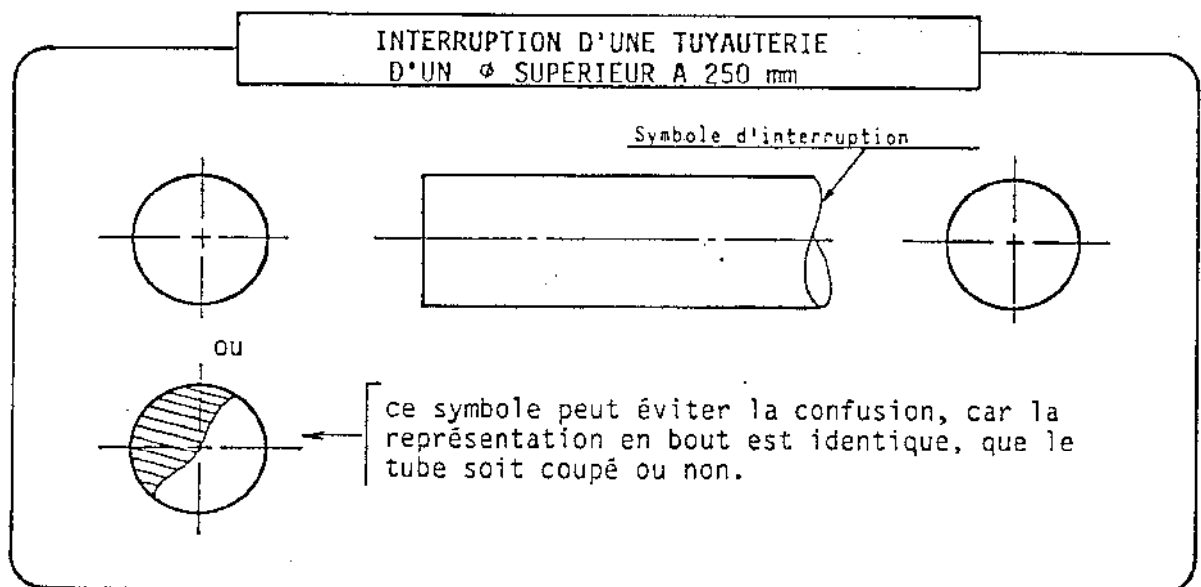 INTERRUPTION D'UNE TUYAUTERIE
D'UN ø SUPERIEUR A 250 mm
Symbole d'interruption
ou
ce symbole peut éviter la confusion, car la
représentation en bout est identique, que le
tube soit coupé ou non.